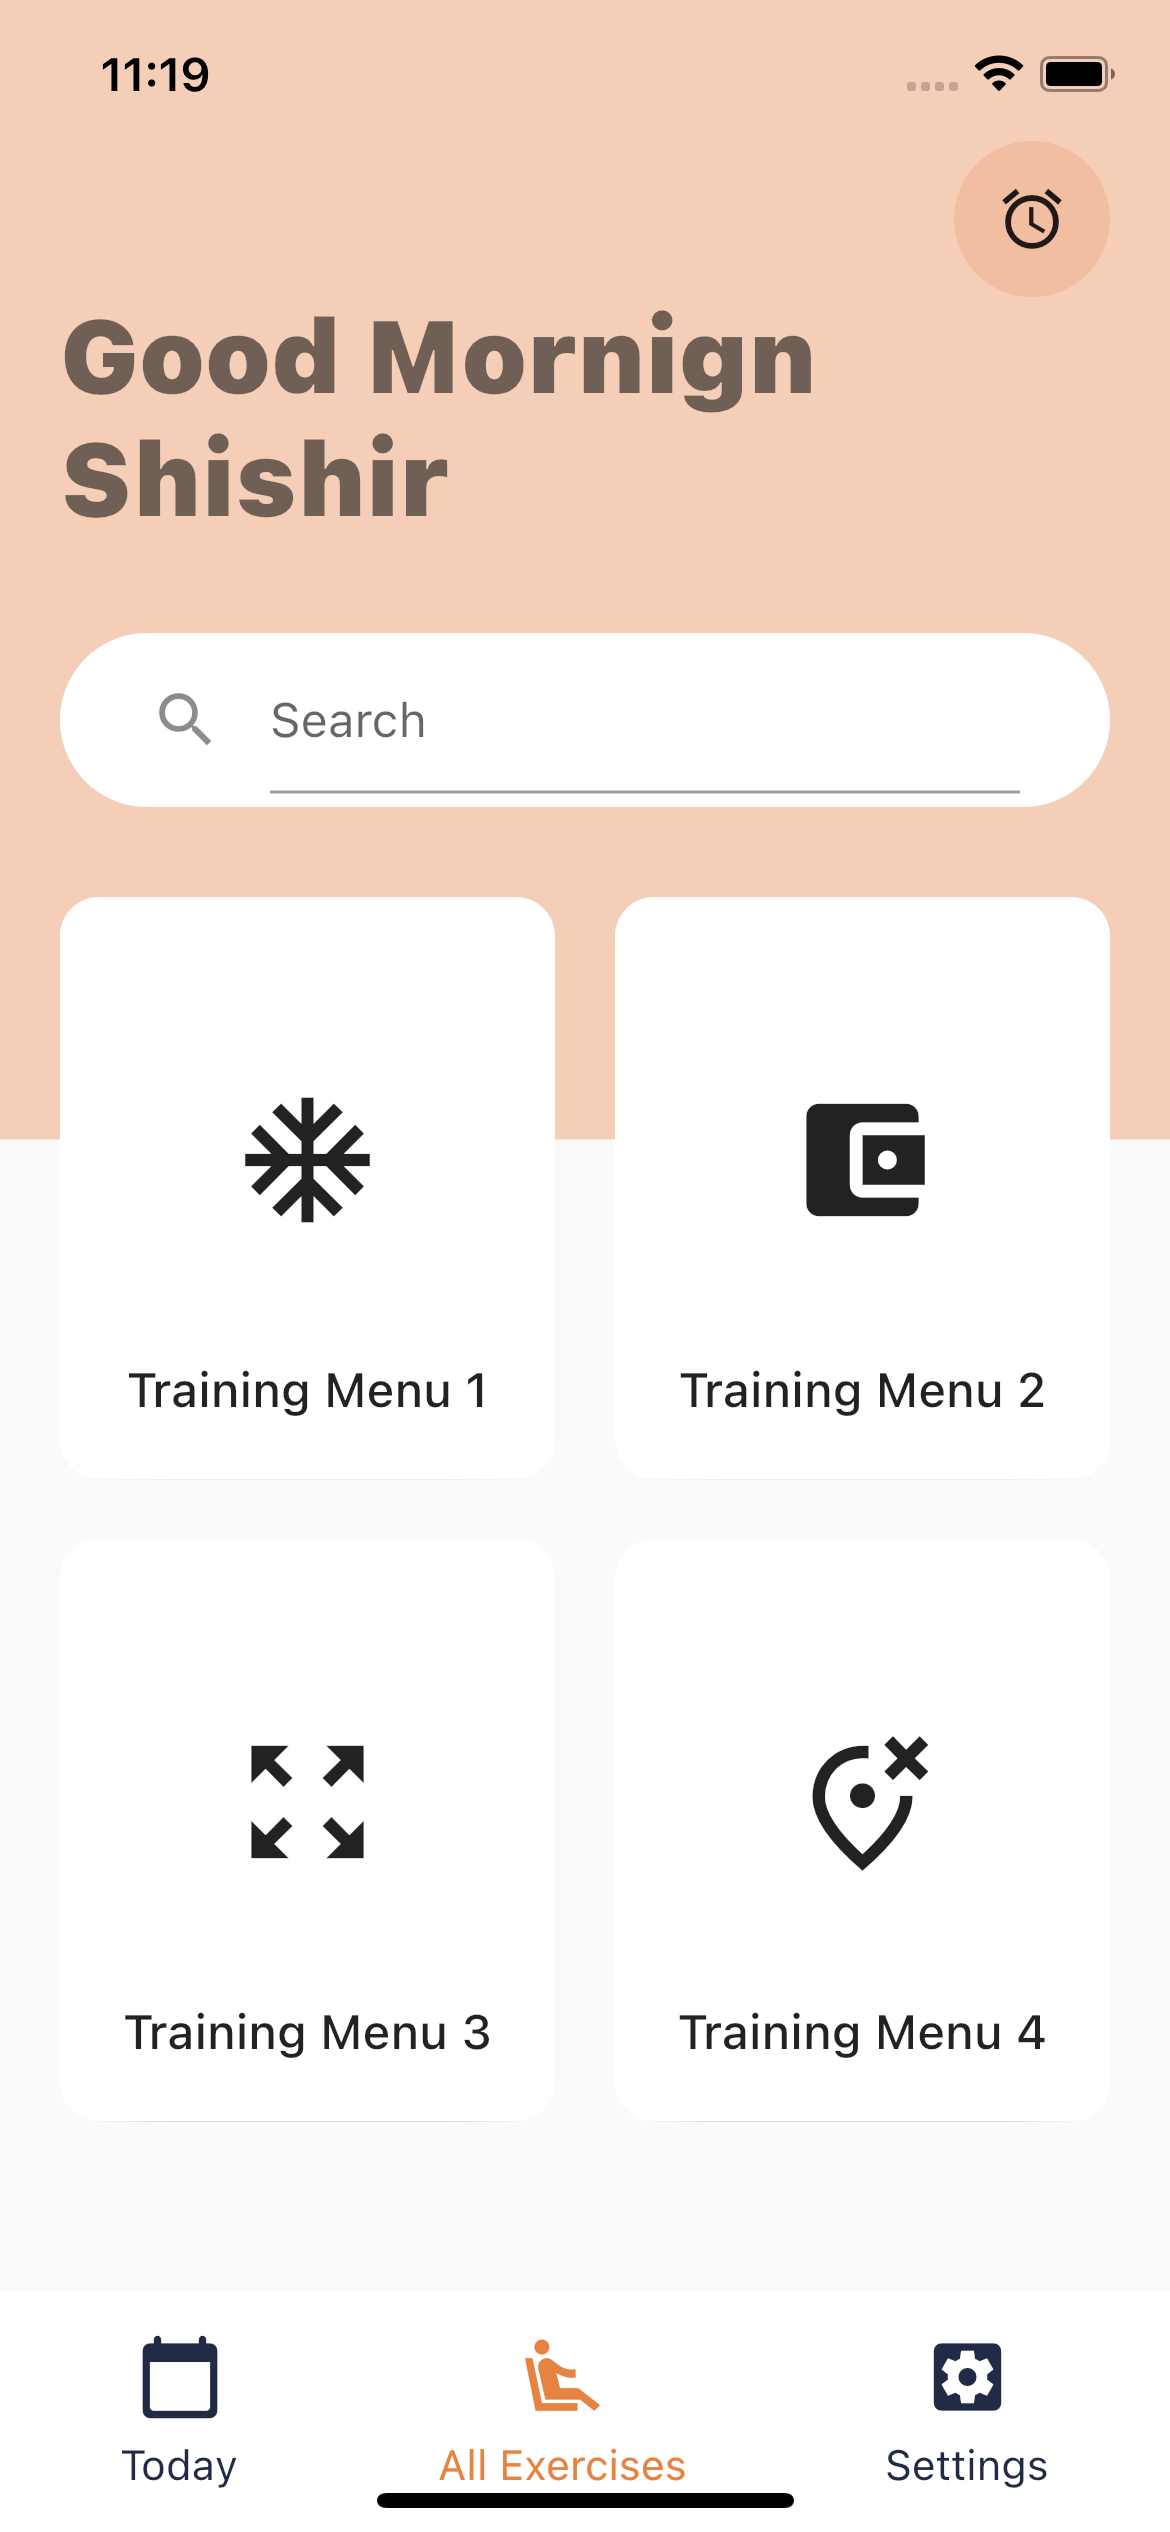 11:19
Good Mornign
Shishir
Search
Training Menu 1
Training Menu 2
Training Menu 3
Training Menu 4
Today
All Exercises
Settings